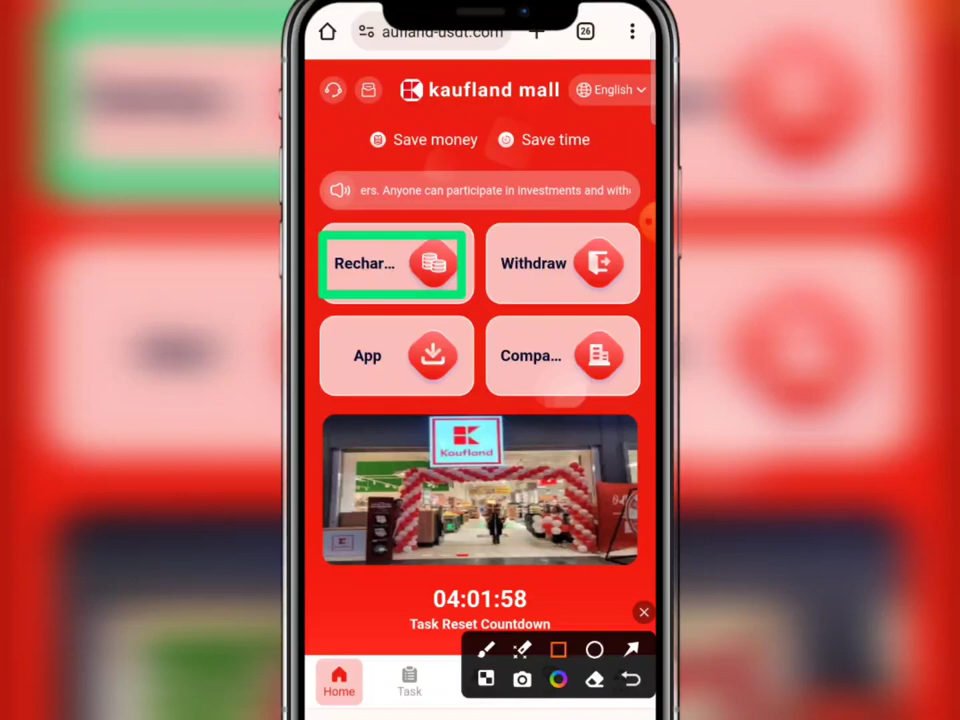 aufland-usdt.com
26
kaufland mall
English
Save money
Save time
ers. Anyone can participate in investments and with
Rechar...
Withdraw
App
Compa...
Kaufland
04:01:58
Task Reset Countdown
Home
Task